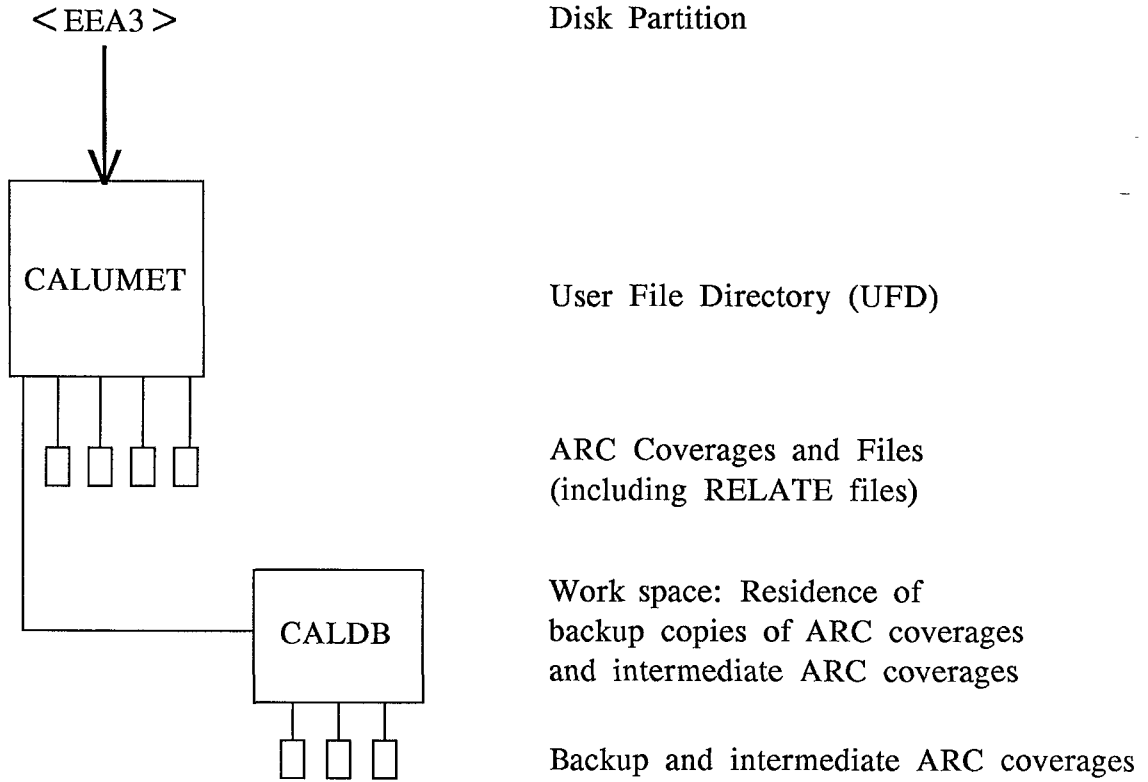 <EEA3>
Disk Partition
CALUMET
User File Directory (UFD)
ARC Coverages and Files
(including RELATE files)
CALDB
Work space: Residence of
backup copies of ARC coverages
and intermediate ARC coverages
Backup and intermediate ARC coverages